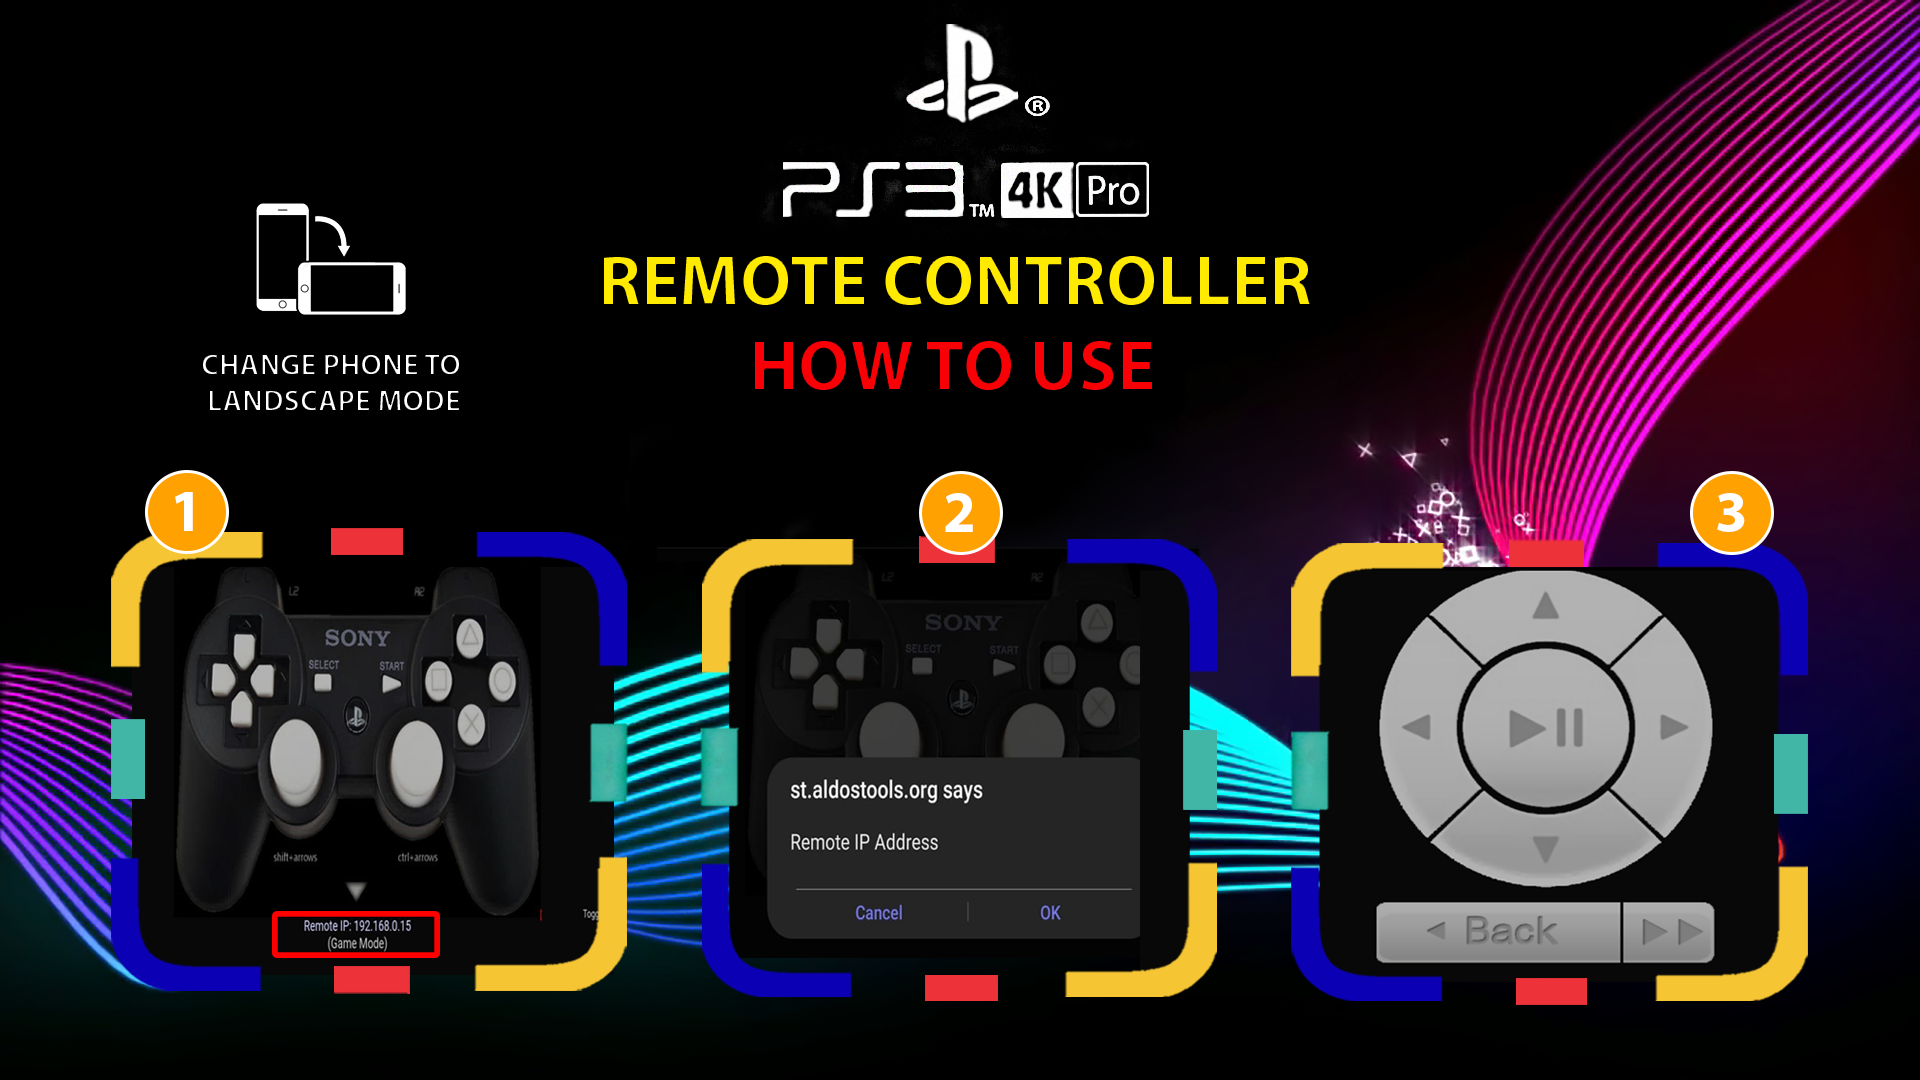 ®
PS3™ 4K Pro
REMOTE CONTROLLER
HOW TO USE
CHANGE PHONE TO
LANDSCAPE MODE
1
L2
R2
SONY
SELECT
START
shift+arrows
ctrl+arrows
Remote IP: 192.168.0.15
(Game Mode)
Togg
2
L2
R2
SONY
SELECT
START
st.aldostools.org says
Remote IP Address
Cancel
OK
3
Back